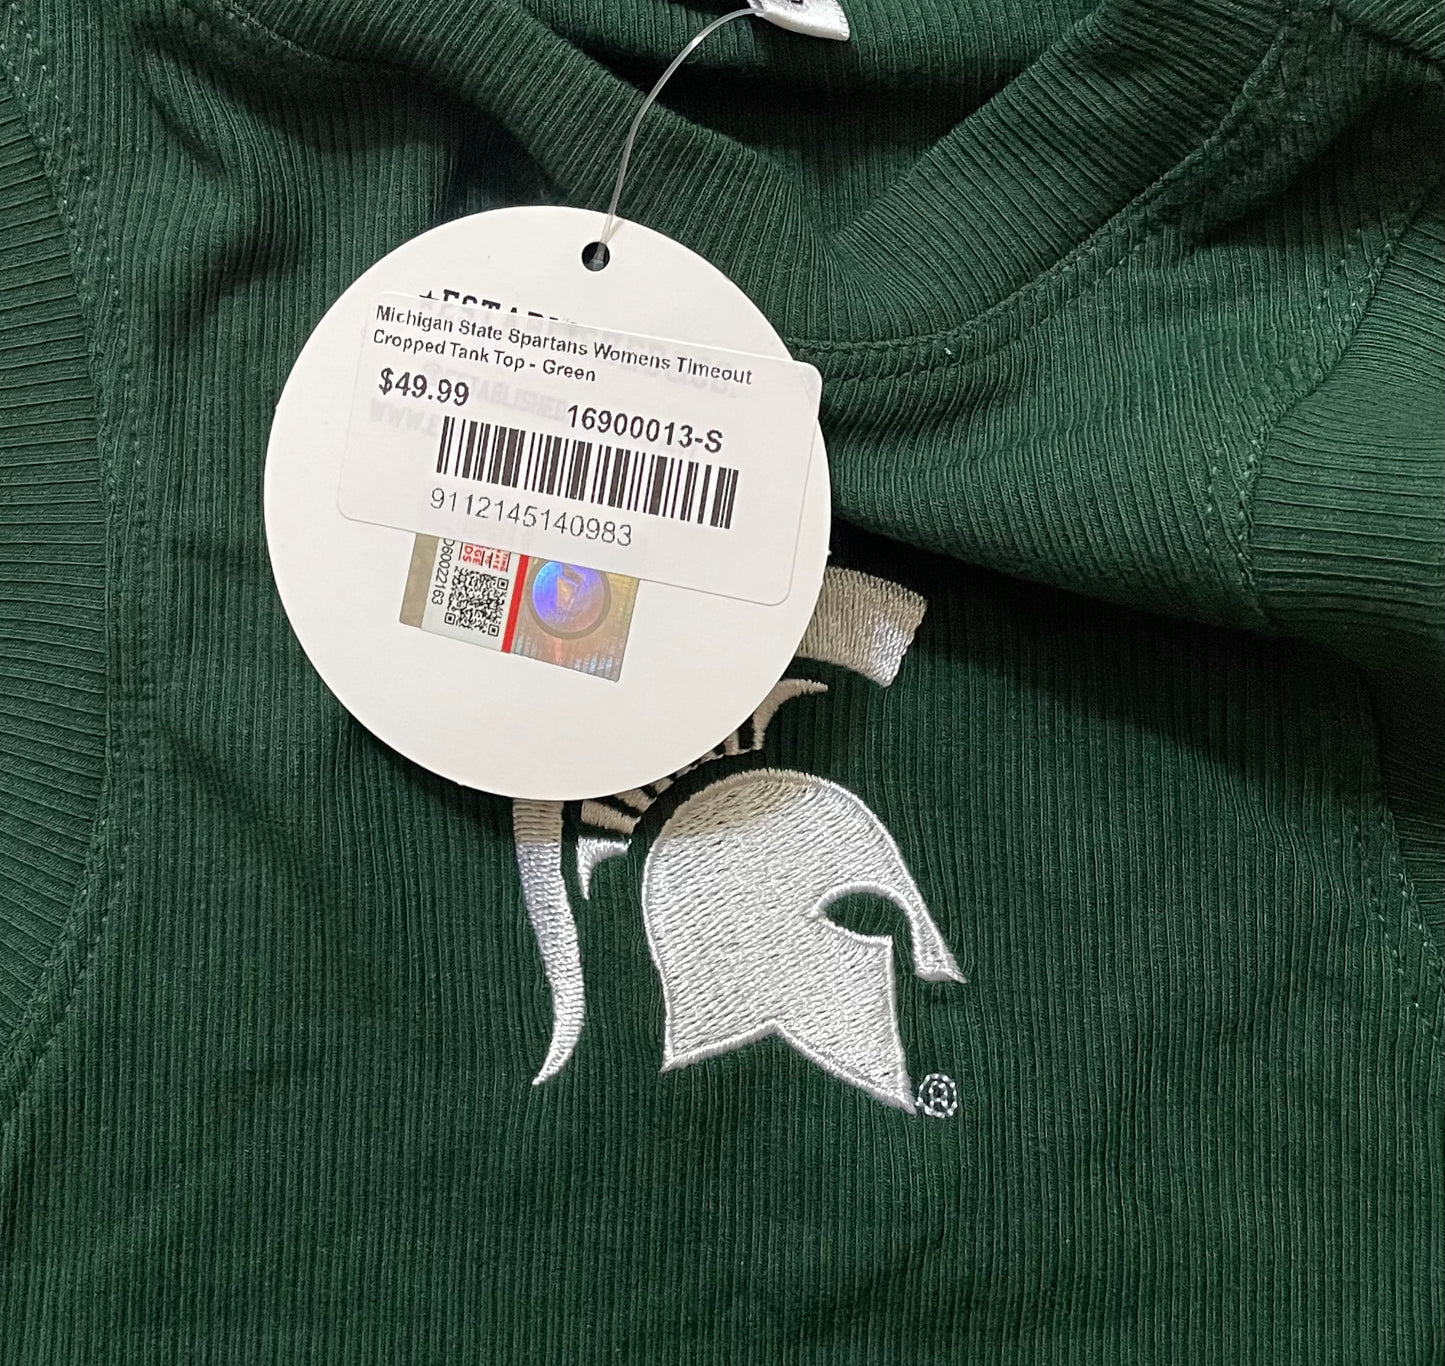 Michigan State Spartans Womens Timeout
Cropped Tank Top - Green
$49.99
16900013-S
9112145140983
®